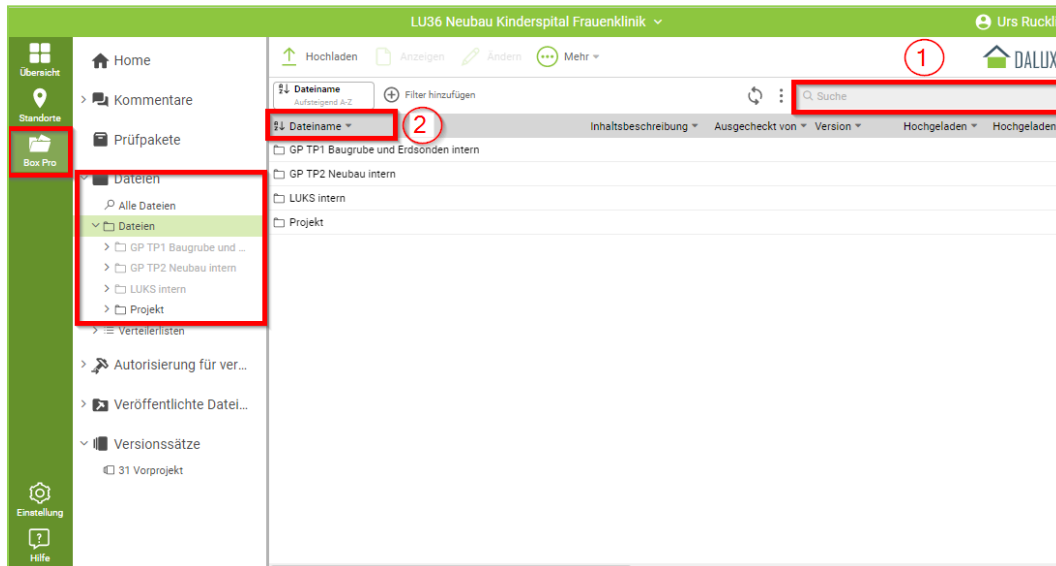 LU36 Neubau Kinderspital Frauenklinik
Urs Ruckli
Übersicht
Standorte
Box Pro
Einstellung
Hilfe
Home
Kommentare
Prüfpakete
Dateien
Alle Dateien
Dateien
GP TP1 Baugrube und ...
GP TP2 Neubau intern
LUKS intern
Projekt
Verteilerlisten
Autorisierung für ver...
Veröffentlichte Datei...
Versionssätze
31 Vorprojekt
Hochladen Anzeigen Ändern Mehr
1
DALUX
Dateiname
Aufsteigend A-Z
Filter hinzufügen
Suche
Dateiname 2 Inhaltsbeschreibung Ausgecheckt von Version Hochgeladen Hochgeladen
GP TP1 Baugrube und Erdsonden intern
GP TP2 Neubau intern
LUKS intern
Projekt